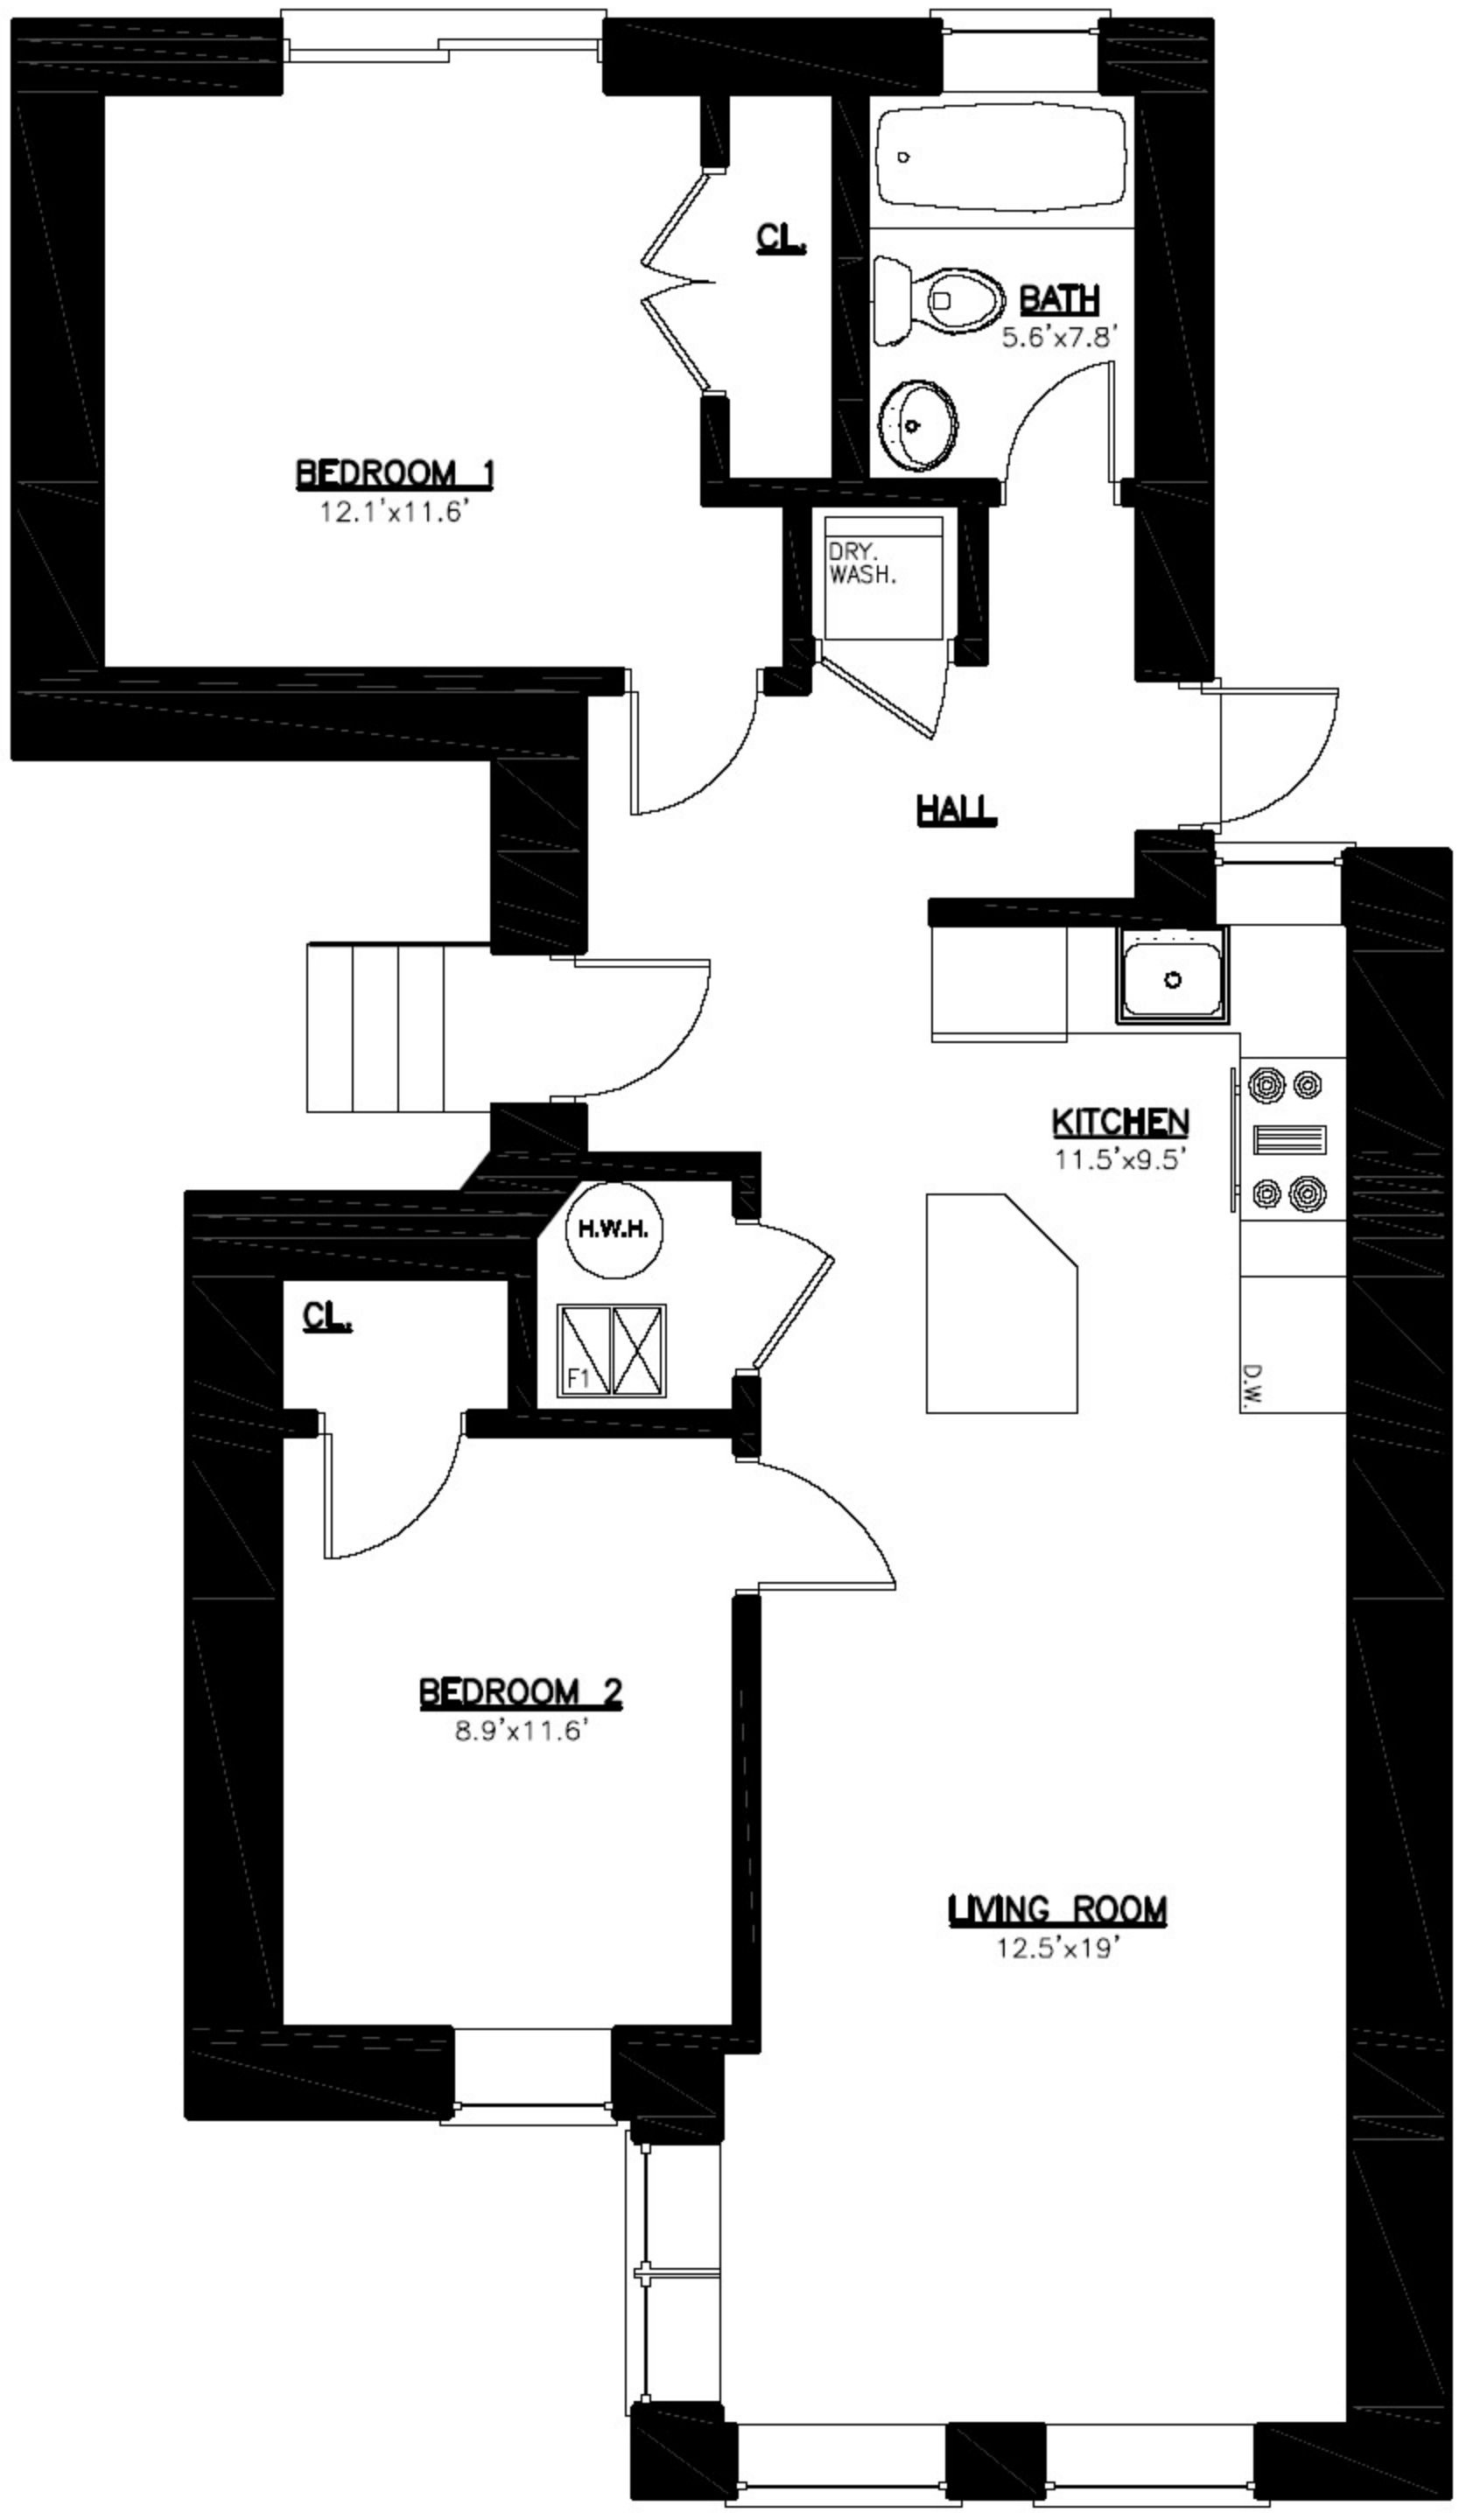 CL.
BATH
5.6'x7.8'
BEDROOM 1
12.1'x11.6'
DRY.
WASH.
HALL
KITCHEN
11.5'x9.5'
H.W.H.
CL.
F1
D.W.
BEDROOM 2
8.9'x11.6'
LIVING ROOM
12.5'x19'